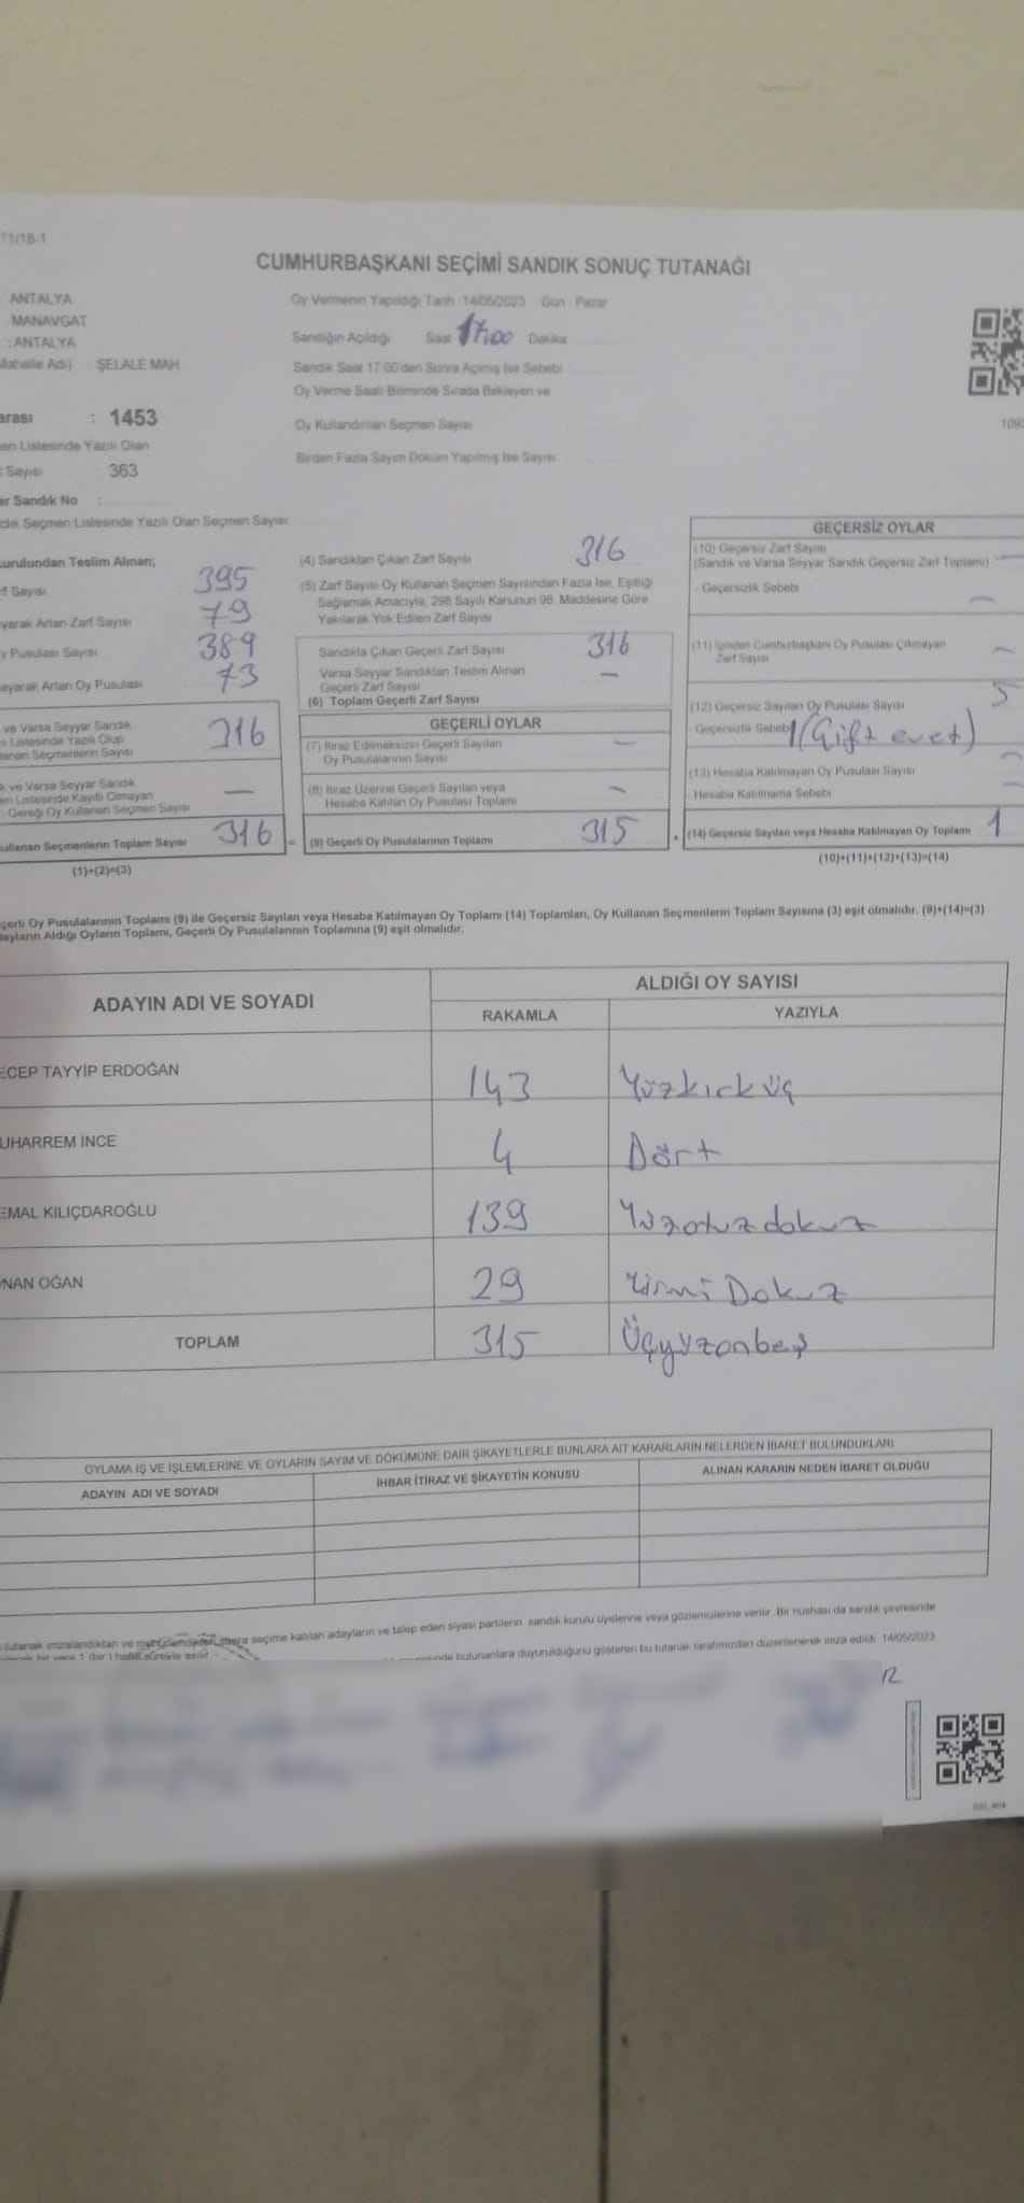 CUMHURBAŞKANI SEÇİMİ SANDIK SONUÇ TUTANAĞI
ANTALYA
MANAVGAT
: ANTALYA
Mahalle Adı) ŞELALE MAH
arası : 1453
en Listesinde Yazılı Olan
Sayısı 363
er Sandık No :
de Seçmen Listesinde Yazılı Olan Seçmen Sayısı
Oy Vermenin Yapıldığı Tarih 14/05/2023 Gün : Pazar
Sandığın Açıldığı Saat 17:00 Dakika
Sandık Saat 17.00'den Sonra Açılmış İse Sebebi
Oy Verme Saati Bitiminde Sırada Bekleyen ve
Oy Kullandırılan Seçmen Sayısı
Birden Fazla Sayım Döküm Yapılmış İse Sayısı
urulundan Teslim Alınan;
f Sayısı 395
yarak Artan Zarf Sayısı 79
y Pusulası Sayısı 389
ayarak Artan Oy Pusulası 73
ve Varsa Seyyar Sandık
Listesinde Yazılı Olup
lanan Seçmenlerin Sayısı 316
ve Varsa Seyyar Sandık
en Listesinde Kayıtlı Olmayan
Gereği Oy Kullanan Seçmen Sayısı —
ullanan Seçmenlerin Toplam Sayısı 316
(1)+(2)=(3)
(4) Sandıktan Çıkan Zarf Sayısı 316
(5) Zarf Sayısı Oy Kullanan Seçmen Sayısından Fazla İse, Eşitliği
Sağlamak Amacıyla, 298 Sayılı Kanunun 98. Maddesine Göre
Yakılarak Yok Edilen Zarf Sayısı
Sandıkta Çıkan Geçerli Zarf Sayısı 316
Varsa Seyyar Sandıktan Teslim Alınan
Geçerli Zarf Sayısı —
(6) Toplam Geçerli Zarf Sayısı
GEÇERLİ OYLAR
(7) İtiraz Edilmeksizin Geçerli Sayılan
Oy Pusulalarının Sayısı —
(8) İtiraz Üzerine Geçerli Sayılan veya
Hesaba Katılan Oy Pusulası Toplamı —
(9) Geçerli Oy Pusulalarının Toplamı 315
GEÇERSİZ OYLAR
(10) Geçersiz Zarf Sayısı
(Sandık ve Varsa Seyyar Sandık Geçersiz Zarf Toplamı) —
Geçersizlik Sebebi —
(11) İçinden Cumhurbaşkanı Oy Pusulası Çıkmayan
Zarf Sayısı —
(12) Geçersiz Sayılan Oy Pusulası Sayısı
Geçersizlik Sebebi 1 (Çift evet)
(13) Hesaba Katılmayan Oy Pusulası Sayısı —
Hesaba Katılmama Sebebi —
(14) Geçersiz Sayılan veya Hesaba Katılmayan Oy Toplamı 1
(10)+(11)+(12)+(13)=(14)
çerli Oy Pusulalarının Toplamı (9) ile Geçersiz Sayılan veya Hesaba Katılmayan Oy Toplamı (14) Toplamları, Oy Kullanan Seçmenlerin Toplam Sayısına (3) eşit olmalıdır. (9)+(14)=(3)
dayların Aldığı Oyların Toplamı, Geçerli Oy Pusulalarının Toplamına (9) eşit olmalıdır.
ADAYIN ADI VE SOYADI
ALDIĞI OY SAYISI
RAKAMLA YAZIYLA
ECEP TAYYİP ERDOĞAN 143 Yüzkırküç
UHARREM İNCE 4 Dört
EMAL KILIÇDAROĞLU 139 Yüzotuzdokuz
NAN OĞAN 29 Yirmi Dokuz
TOPLAM 315 Üçyüzonbeş
OYLAMA İŞ VE İŞLEMLERİNE VE OYLARIN SAYIM VE DÖKÜMÜNE DAİR ŞİKAYETLERLE BUNLARA AİT KARARLARIN NELERDEN İBARET BULUNDUKLARI
ADAYIN ADI VE SOYADI İHBAR İTİRAZ VE ŞİKAYETİN KONUSU ALINAN KARARIN NEDEN İBARET OLDUĞU
seçime katılan adayların ve talep eden siyasi partilerin sandık kurulu üyelerine veya gözlemcilerine verilir. Bir nüshası da sandık çevresinde
bulunanlara duyurulduğunu gösteren bu tutanak tarafımızdan düzenlenerek imza edildi. 14/05/2023